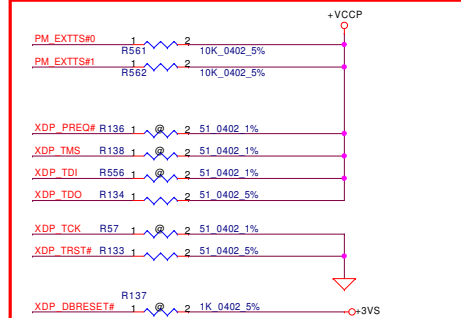 +VCCP
PM_EXTTS#0 1 2
R561 10K_0402_5%
PM_EXTTS#1 1 2
R562 10K_0402_5%
XDP_PREQ# R136 1 @ 2 51_0402_1%
XDP_TMS R138 1 @ 2 51_0402_1%
XDP_TDI R556 1 @ 2 51_0402_1%
XDP_TDO R134 1 2 51_0402_5%
XDP_TCK R57 1 @ 2 51_0402_1%
XDP_TRST# R133 1 2 51_0402_5%
R137
XDP_DBRESET# 1 @ 2 1K_0402_5% +3VS